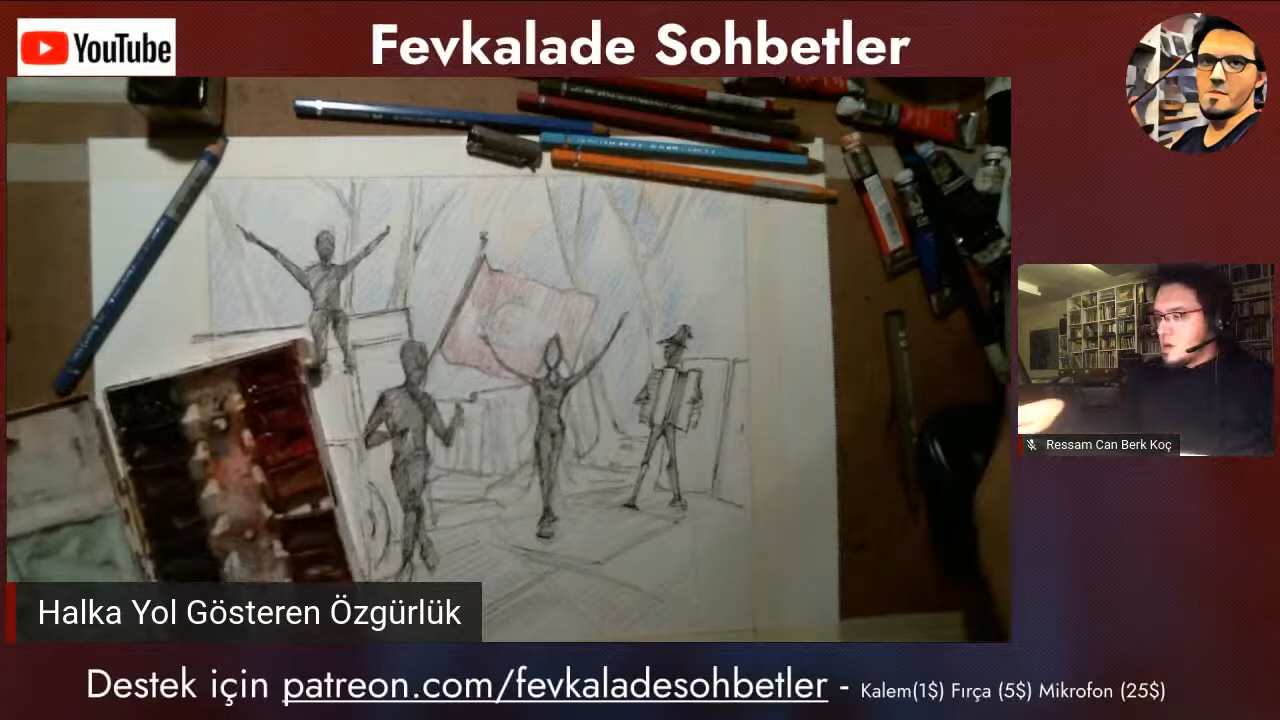 YouTube
Fevkalade Sohbetler
Ressam Can Berk Koç
Halka Yol Gösteren Özgürlük
Destek için patreon.com/fevkaladesohbetler - Kalem(1$) Fırça (5$) Mikrofon (25$)